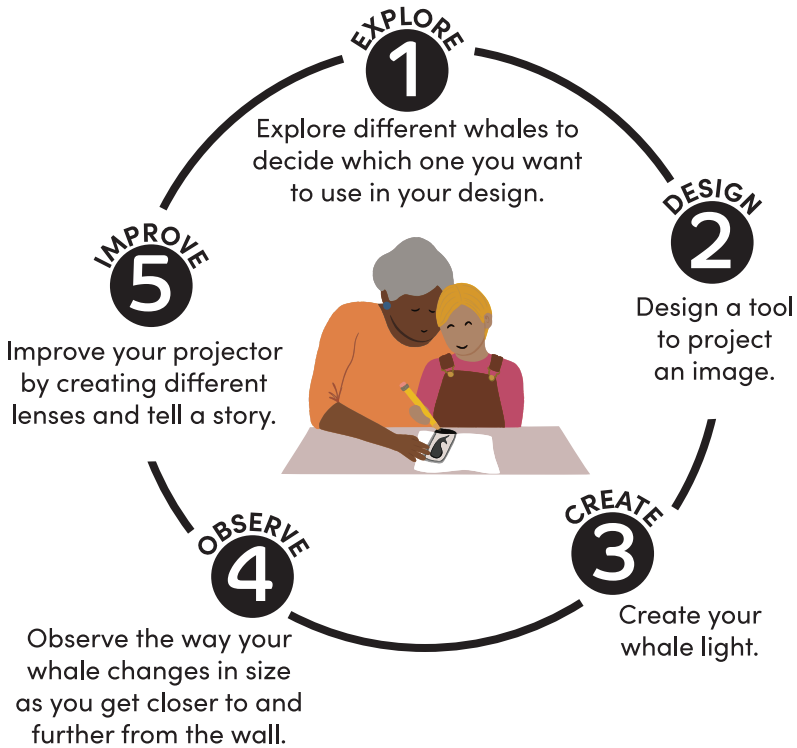 EXPLORE
1
Explore different whales to
decide which one you want
to use in your design.
DESIGN
2
Design a tool
to project
an image.
CREATE
3
Create your
whale light.
OBSERVE
4
Observe the way your
whale changes in size
as you get closer to and
further from the wall.
IMPROVE
5
Improve your projector
by creating different
lenses and tell a story.